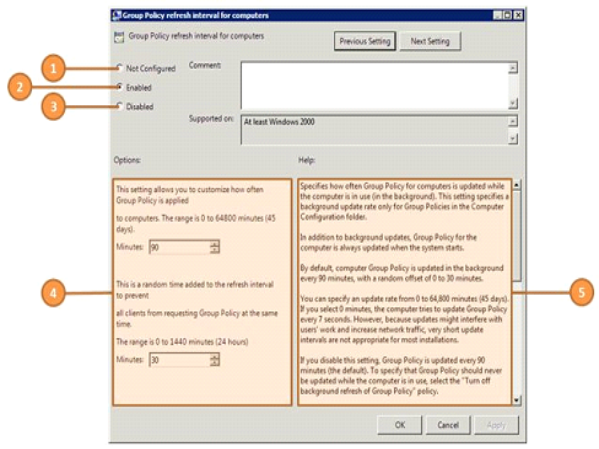 Group Policy refresh interval for computers
Group Policy refresh interval for computers
Previous Setting
Next Setting
1
Not Configured
Comment:
2
Enabled
3
Disabled
Supported on:
At least Windows 2000
Options:
Help:
This setting allows you to customize how often
Group Policy is applied
to computers. The range is 0 to 64800 minutes (45
days).
Minutes: 90
This is a random time added to the refresh interval
to prevent
all clients from requesting Group Policy at the same
time.
The range is 0 to 1440 minutes (24 hours)
Minutes: 30
4
Specifies how often Group Policy for computers is updated while
the computer is in use (in the background). This setting specifies a
background update rate only for Group Policies in the Computer
Configuration folder.
In addition to background updates, Group Policy for the
computer is always updated when the system starts.
By default, computer Group Policy is updated in the background
every 90 minutes, with a random offset of 0 to 30 minutes.
You can specify an update rate from 0 to 64,800 minutes (45 days).
If you select 0 minutes, the computer tries to update Group Policy
every 7 seconds. However, because updates might interfere with
users' work and increase network traffic, very short update
intervals are not appropriate for most installations.
If you disable this setting, Group Policy is updated every 90
minutes (the default). To specify that Group Policy should never
be updated while the computer is in use, select the "Turn off
background refresh of Group Policy" policy.
5
OK
Cancel
Apply